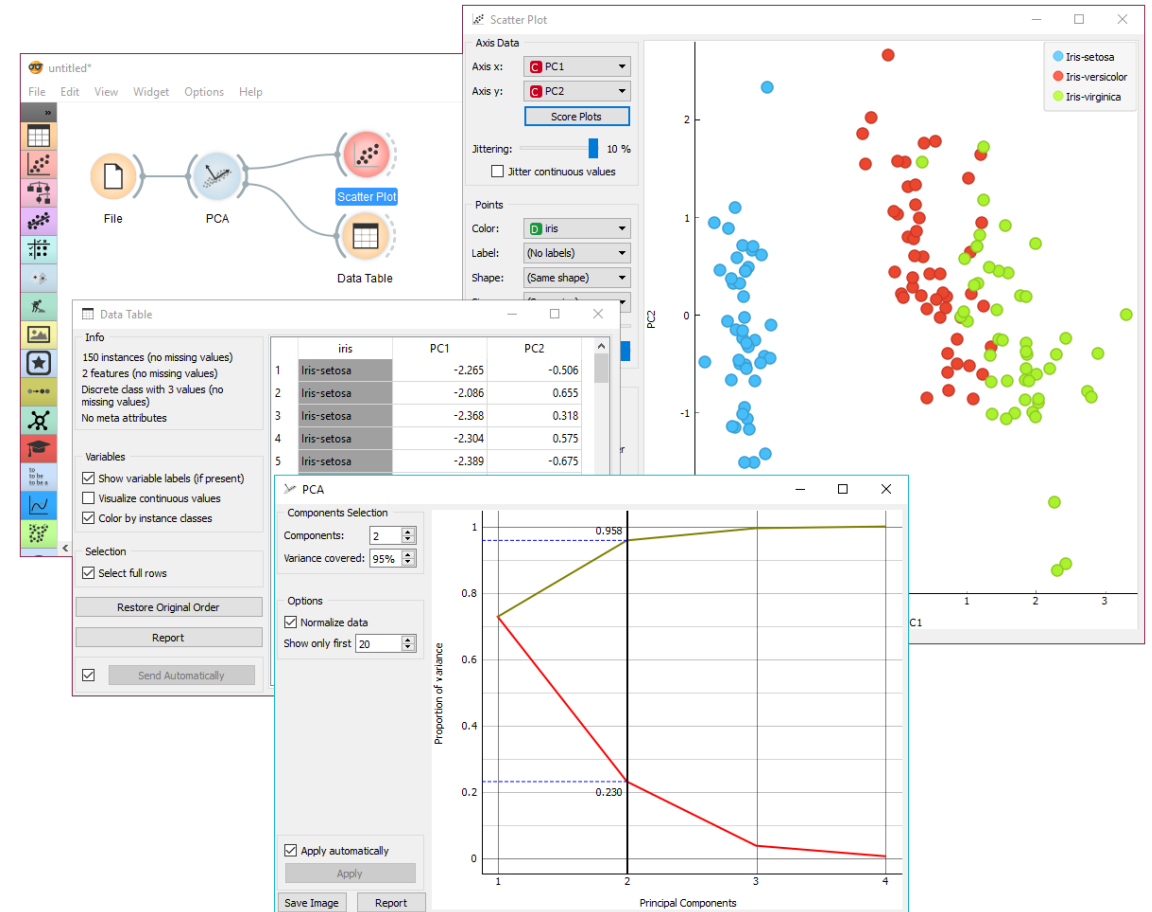 untitled*
File Edit View Widget Options Help
»
File
PCA
Scatter Plot
Data Table
to
to be
to be a
<
Scatter Plot
Axis Data
Axis x: C PC1
Axis y: C PC2
Score Plots
Jittering: 10 %
Jitter continuous values
Points
Color: D iris
Label: (No labels)
Shape: (Same shape)
Iris-setosa
Iris-versicolor
Iris-virginica
PC2
2
1
0
-1
1 2 3
C1
Data Table
Info
150 instances (no missing values)
2 features (no missing values)
Discrete class with 3 values (no
missing values)
No meta attributes
Variables
Show variable labels (if present)
Visualize continuous values
Color by instance classes
Selection
Select full rows
Restore Original Order
Report
Send Automatically
iris PC1 PC2
1 Iris-setosa -2.265 -0.506
2 Iris-setosa -2.086 0.655
3 Iris-setosa -2.368 0.318
4 Iris-setosa -2.304 0.575
5 Iris-setosa -2.389 -0.675
PCA
Components Selection
Components: 2
Variance covered: 95%
Options
Normalize data
Show only first 20
Apply automatically
Apply
Save Image Report
Proportion of variance
1
0.8
0.6
0.4
0.2
0
0.958
0.230
1 2 3 4
Principal Components